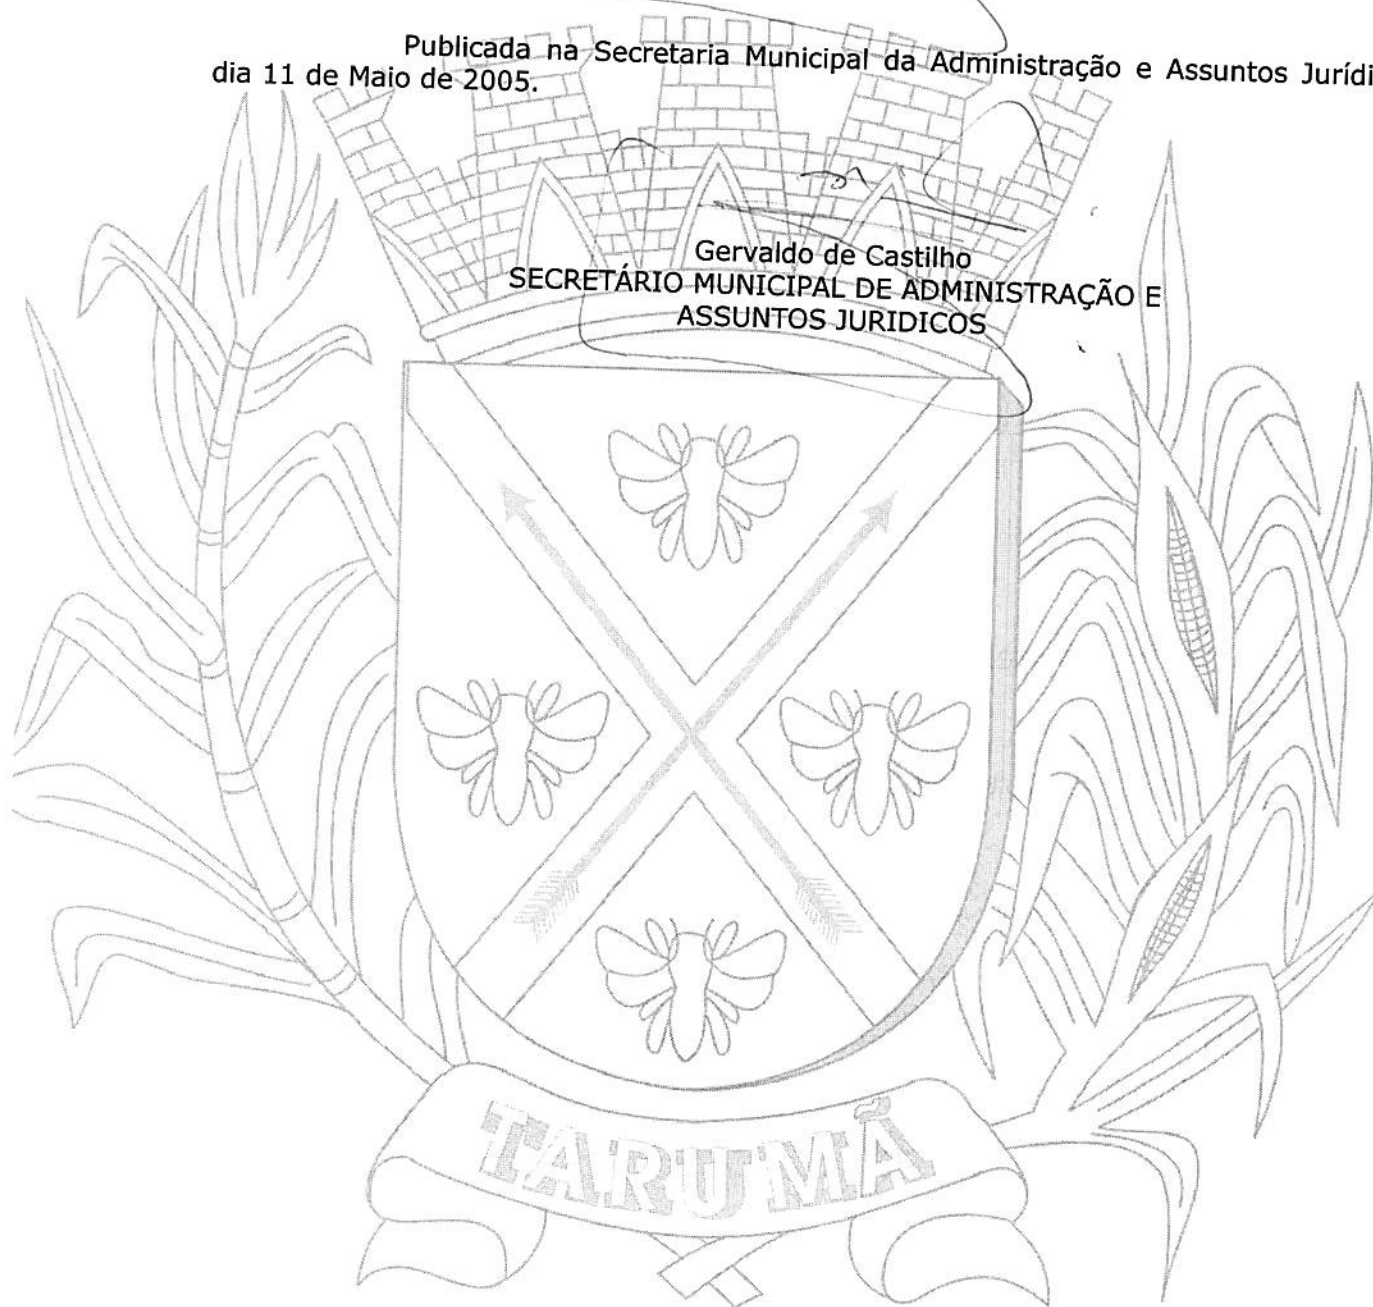 Publicada na Secretaria Municipal da Administração e Assuntos Jurídi
dia 11 de Maio de 2005.
Gervaldo de Castilho
SECRETÁRIO MUNICIPAL DE ADMINISTRAÇÃO E
ASSUNTOS JURIDICOS
TARUMÃ